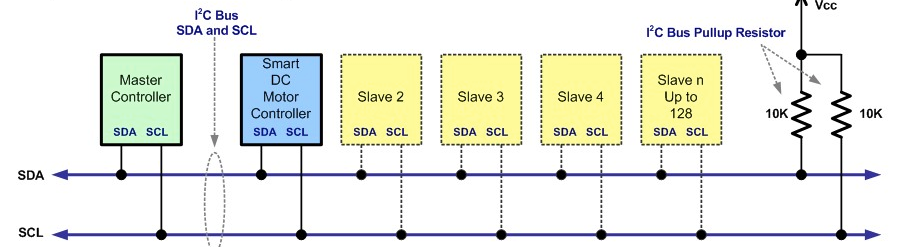 I²C Bus
SDA and SCL
Vcc
I²C Bus Pullup Resistor
Master
Controller
SDA SCL
Smart
DC
Motor
Controller
SDA SCL
Slave 2
SDA SCL
Slave 3
SDA SCL
Slave 4
SDA SCL
Slave n
Up to
128
SDA SCL
10K
10K
SDA
SCL